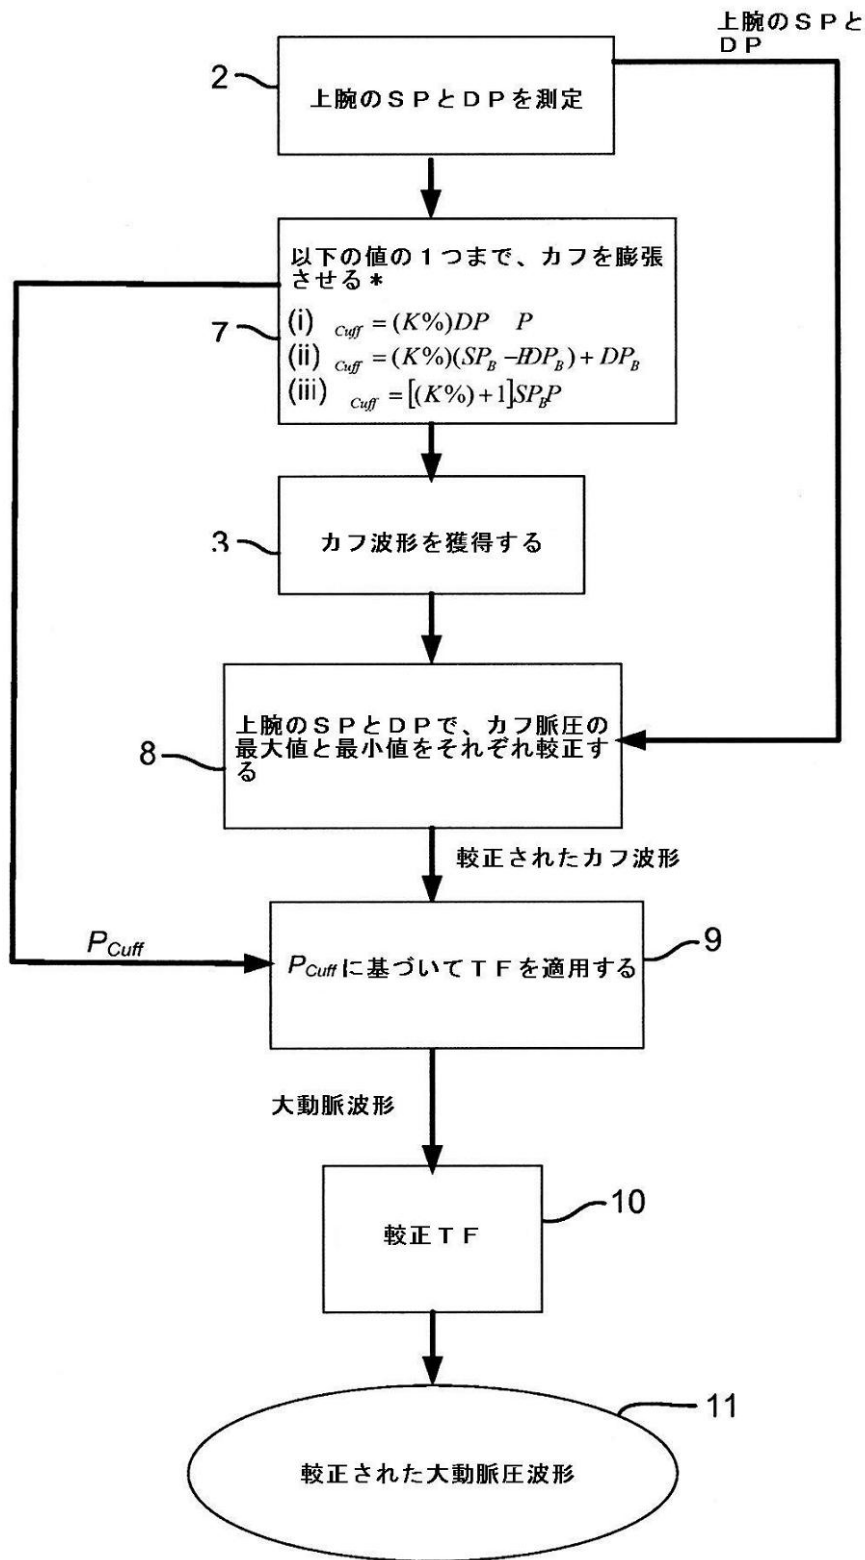 上腕のＳＰと
ＤＰ
2
上腕のＳＰとＤＰを測定
以下の値の１つまで、カフを膨張
させる＊
7
(i) Cuff = (K%)DP P
(ii) Cuff = (K%)(SP_B − PDP_B) + DP_B
(iii) Cuff = [(K%)+1]SP_B P
3
カフ波形を獲得する
上腕のＳＰとＤＰで、カフ脈圧の
最大値と最小値をそれぞれ較正す
る
8
較正されたカフ波形
P_Cuff
9
P_Cuffに基づいてＴＦを適用する
大動脈波形
10
較正ＴＦ
11
較正された大動脈圧波形